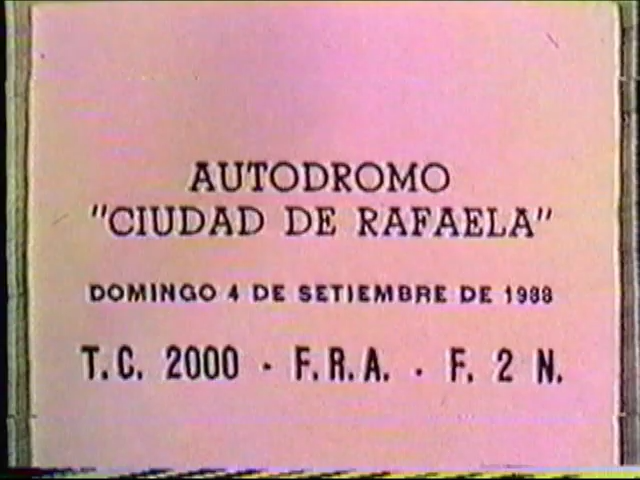 AUTODROMO
"CIUDAD DE RAFAELA"
DOMINGO 4 DE SETIEMBRE DE 1988
T.C. 2000 - F.R.A. - F. 2 N.